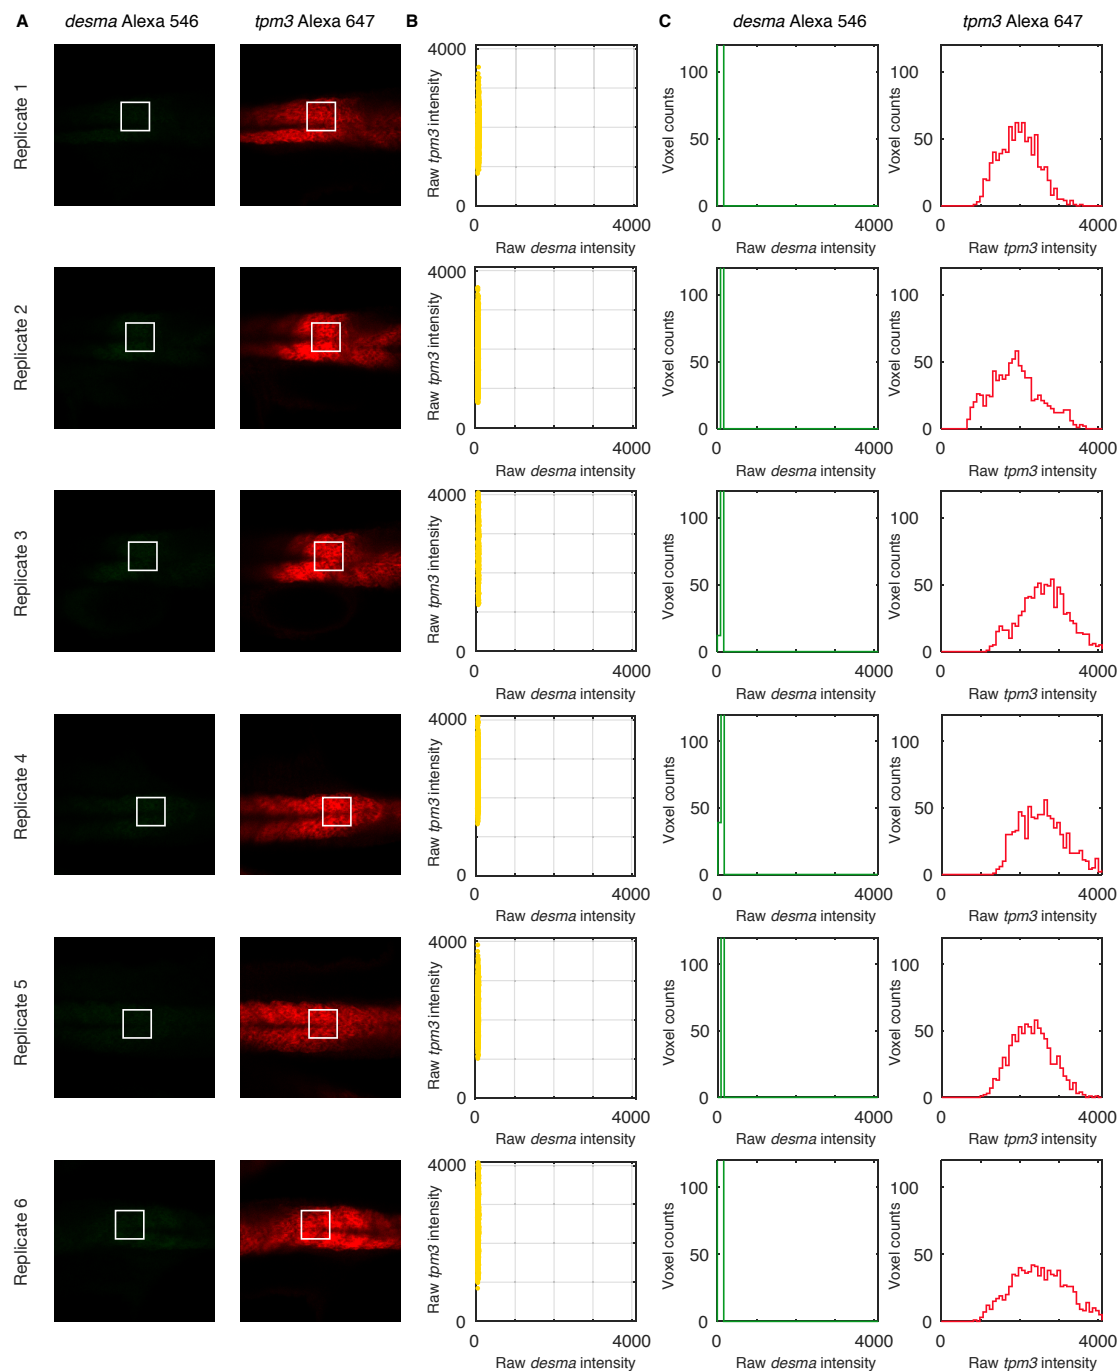 A desma Alexa 546 tpm3 Alexa 647 B C desma Alexa 546 tpm3 Alexa 647
Replicate 1
4000
Raw tpm3 intensity
0
0 4000
Raw desma intensity
Voxel counts
100
50
0
0 4000
Raw desma intensity
Voxel counts
100
50
0
0 4000
Raw tpm3 intensity
Replicate 2
4000
Raw tpm3 intensity
0
0 4000
Raw desma intensity
Voxel counts
100
50
0
0 4000
Raw desma intensity
Voxel counts
100
50
0
0 4000
Raw tpm3 intensity
Replicate 3
4000
Raw tpm3 intensity
0
0 4000
Raw desma intensity
Voxel counts
100
50
0
0 4000
Raw desma intensity
Voxel counts
100
50
0
0 4000
Raw tpm3 intensity
Replicate 4
4000
Raw tpm3 intensity
0
0 4000
Raw desma intensity
Voxel counts
100
50
0
0 4000
Raw desma intensity
Voxel counts
100
50
0
0 4000
Raw tpm3 intensity
Replicate 5
4000
Raw tpm3 intensity
0
0 4000
Raw desma intensity
Voxel counts
100
50
0
0 4000
Raw desma intensity
Voxel counts
100
50
0
0 4000
Raw tpm3 intensity
Replicate 6
4000
Raw tpm3 intensity
0
0 4000
Raw desma intensity
Voxel counts
100
50
0
0 4000
Raw desma intensity
Voxel counts
100
50
0
0 4000
Raw tpm3 intensity